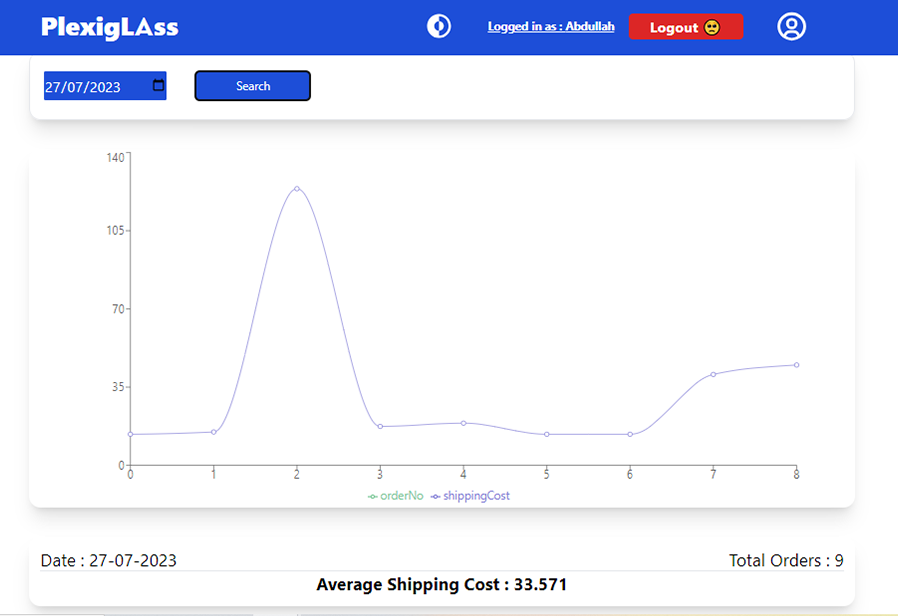 PlexigLAss
Logged in as : Abdullah
Logout
27/07/2023
Search
140
105
70
35
0
0 1 2 3 4 5 6 7 8
orderNo shippingCost
Date : 27-07-2023
Total Orders : 9
Average Shipping Cost : 33.571